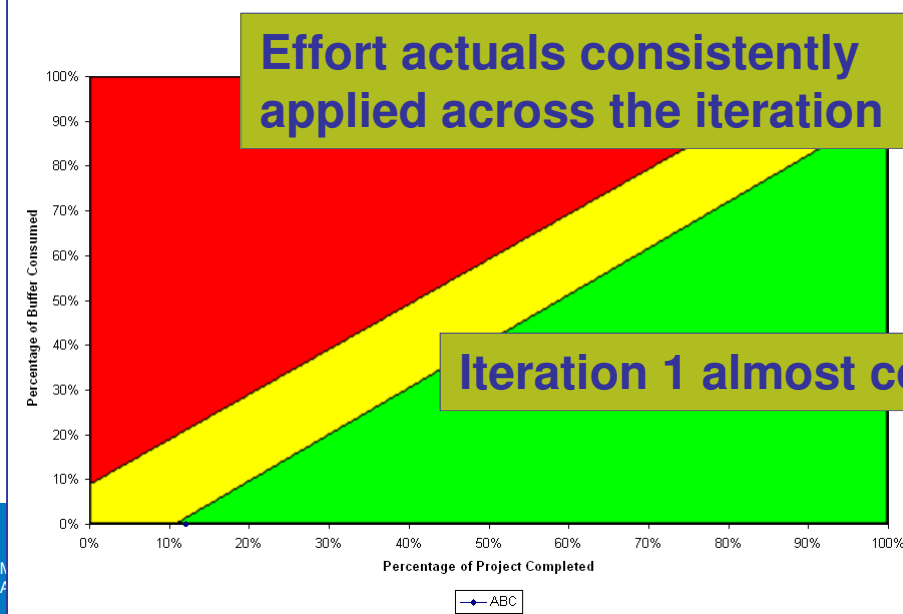 Effort actuals consistently
applied across the iteration
100%
90%
80%
70%
60%
50%
40%
30%
20%
10%
0%
Percentage of Buffer Consumed
Iteration 1 almost
0% 10% 20% 30% 40% 50% 60% 70% 80% 90% 100%
Percentage of Project Completed
ABC